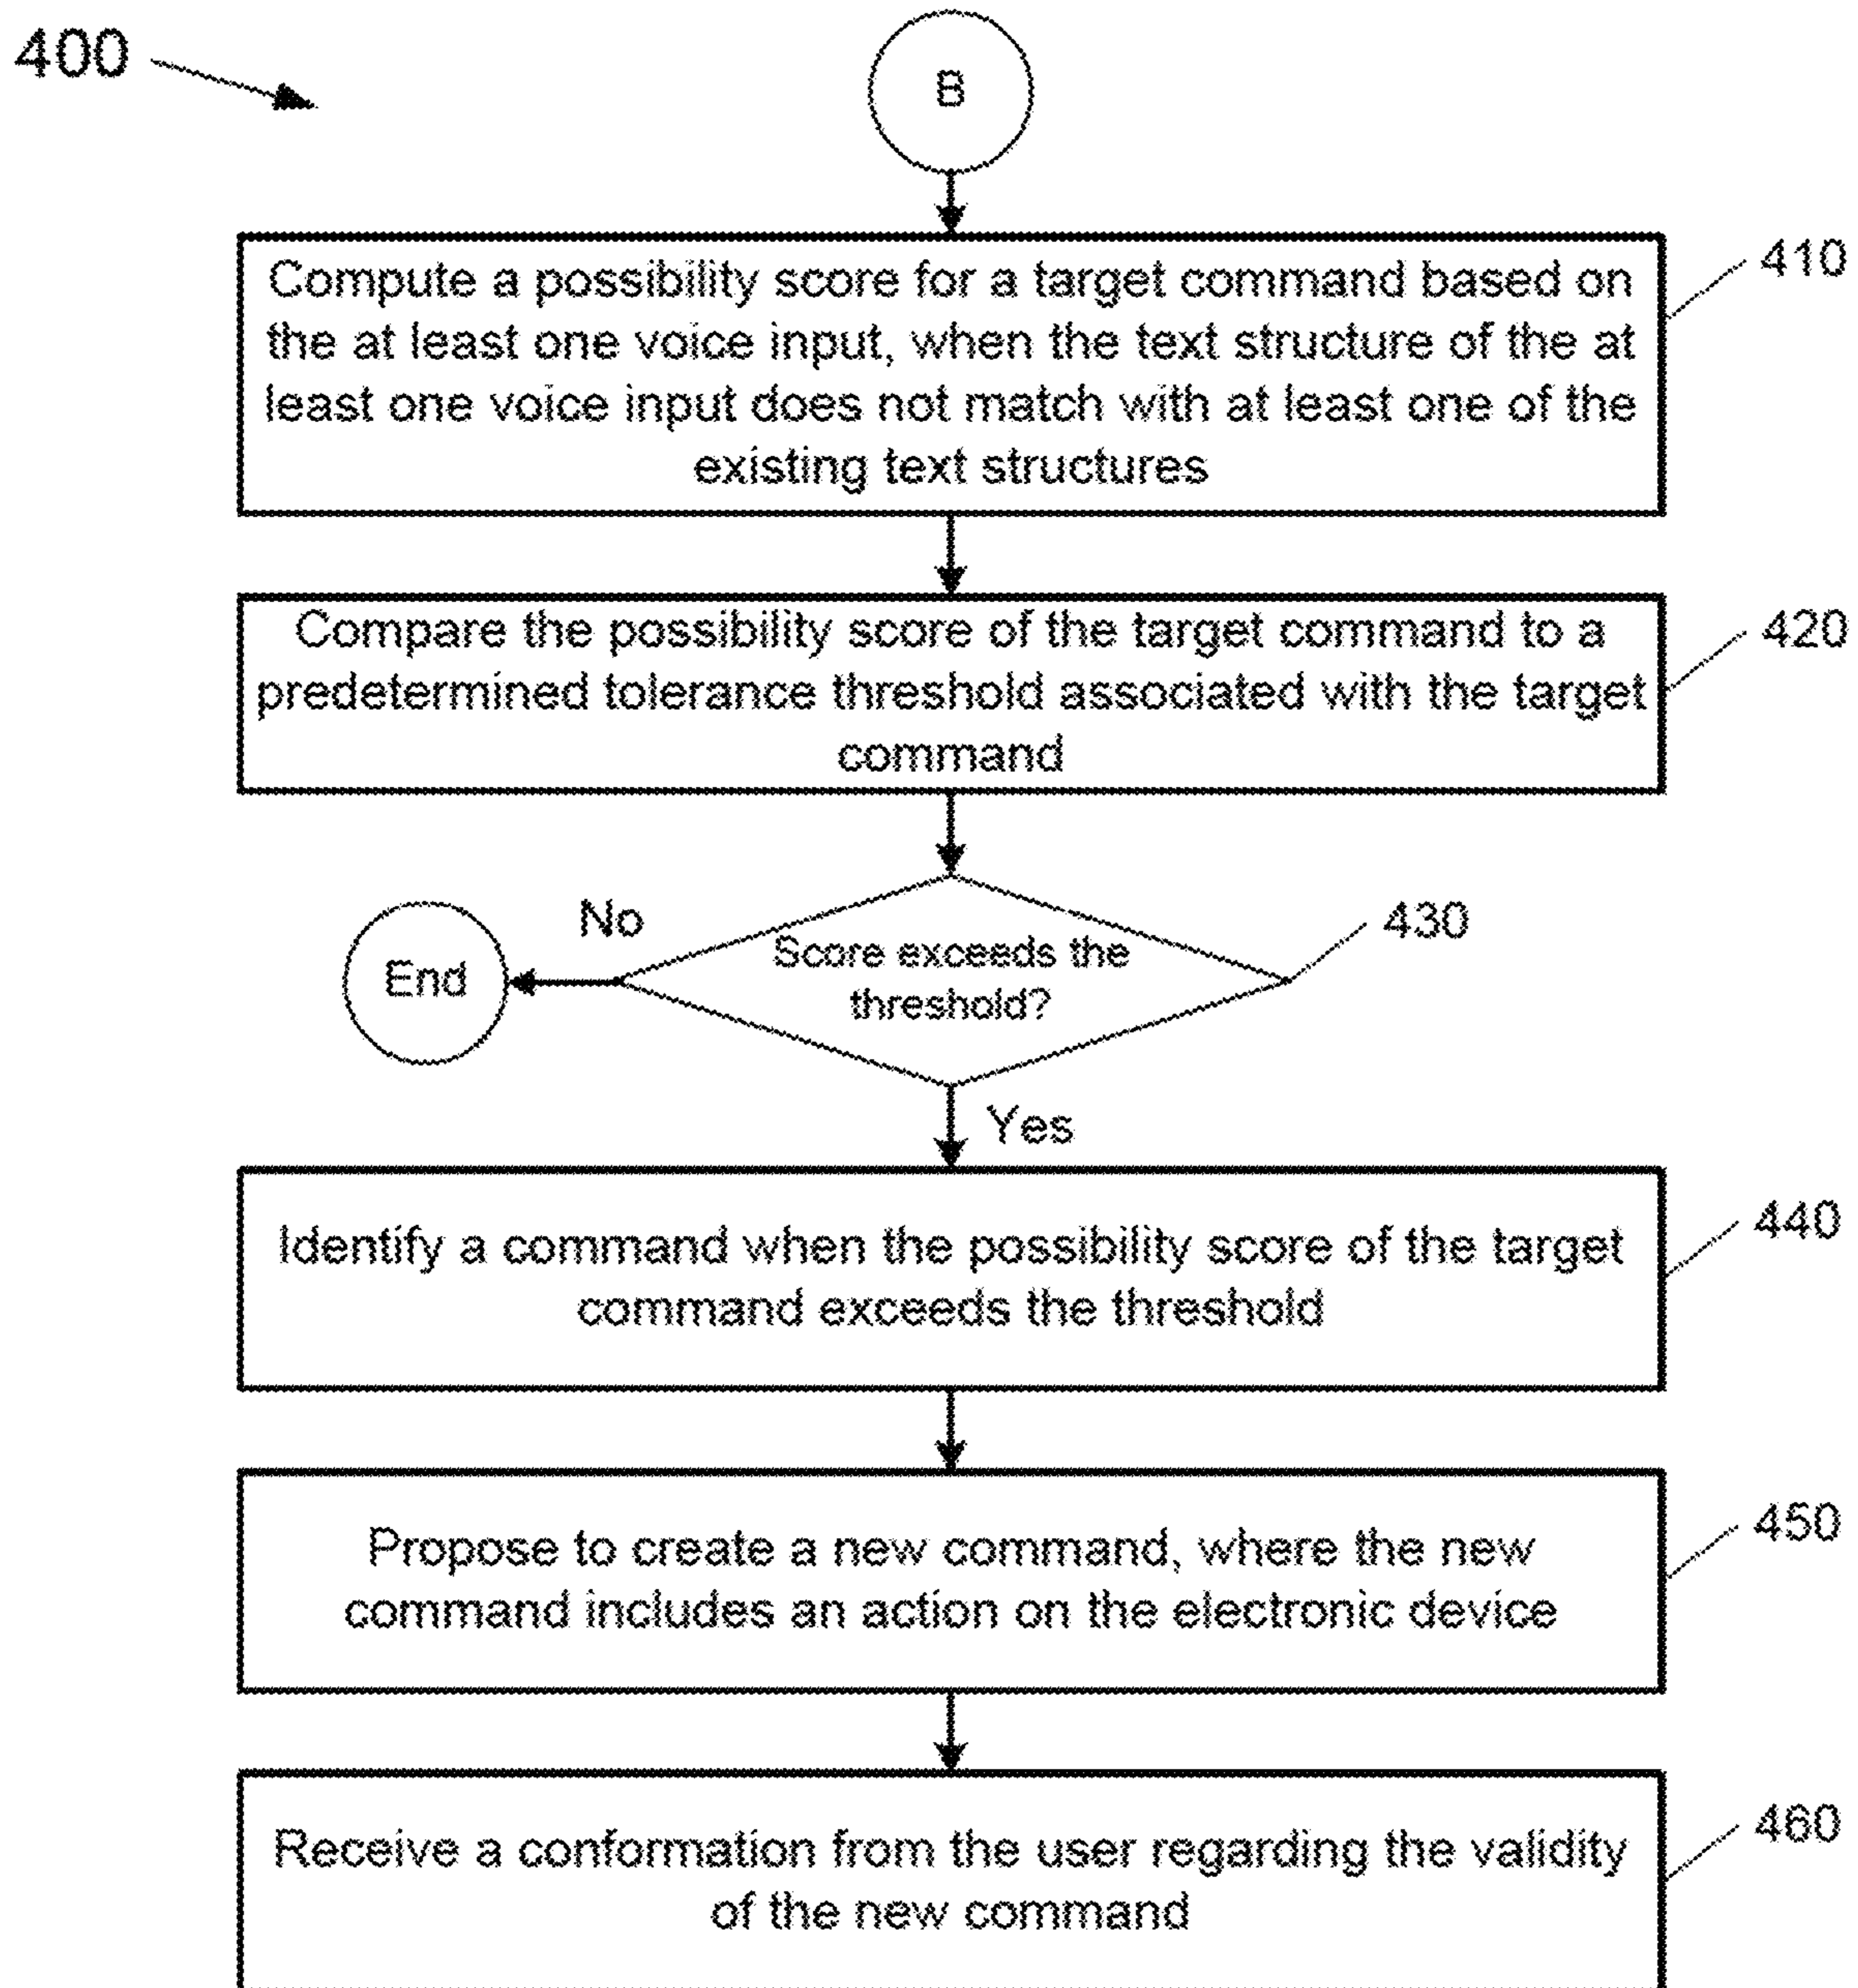 400
B
Compute a possibility score for a target command based on
the at least one voice input, when the text structure of the at
least one voice input does not match with at least one of the
existing text structures
410
Compare the possibility score of the target command to a
predetermined tolerance threshold associated with the target
command
420
No
End
Score exceeds the
threshold?
430
Yes
Identify a command when the possibility score of the target
command exceeds the threshold
440
Propose to create a new command, where the new
command includes an action on the electronic device
450
Receive a conformation from the user regarding the validity
of the new command
460